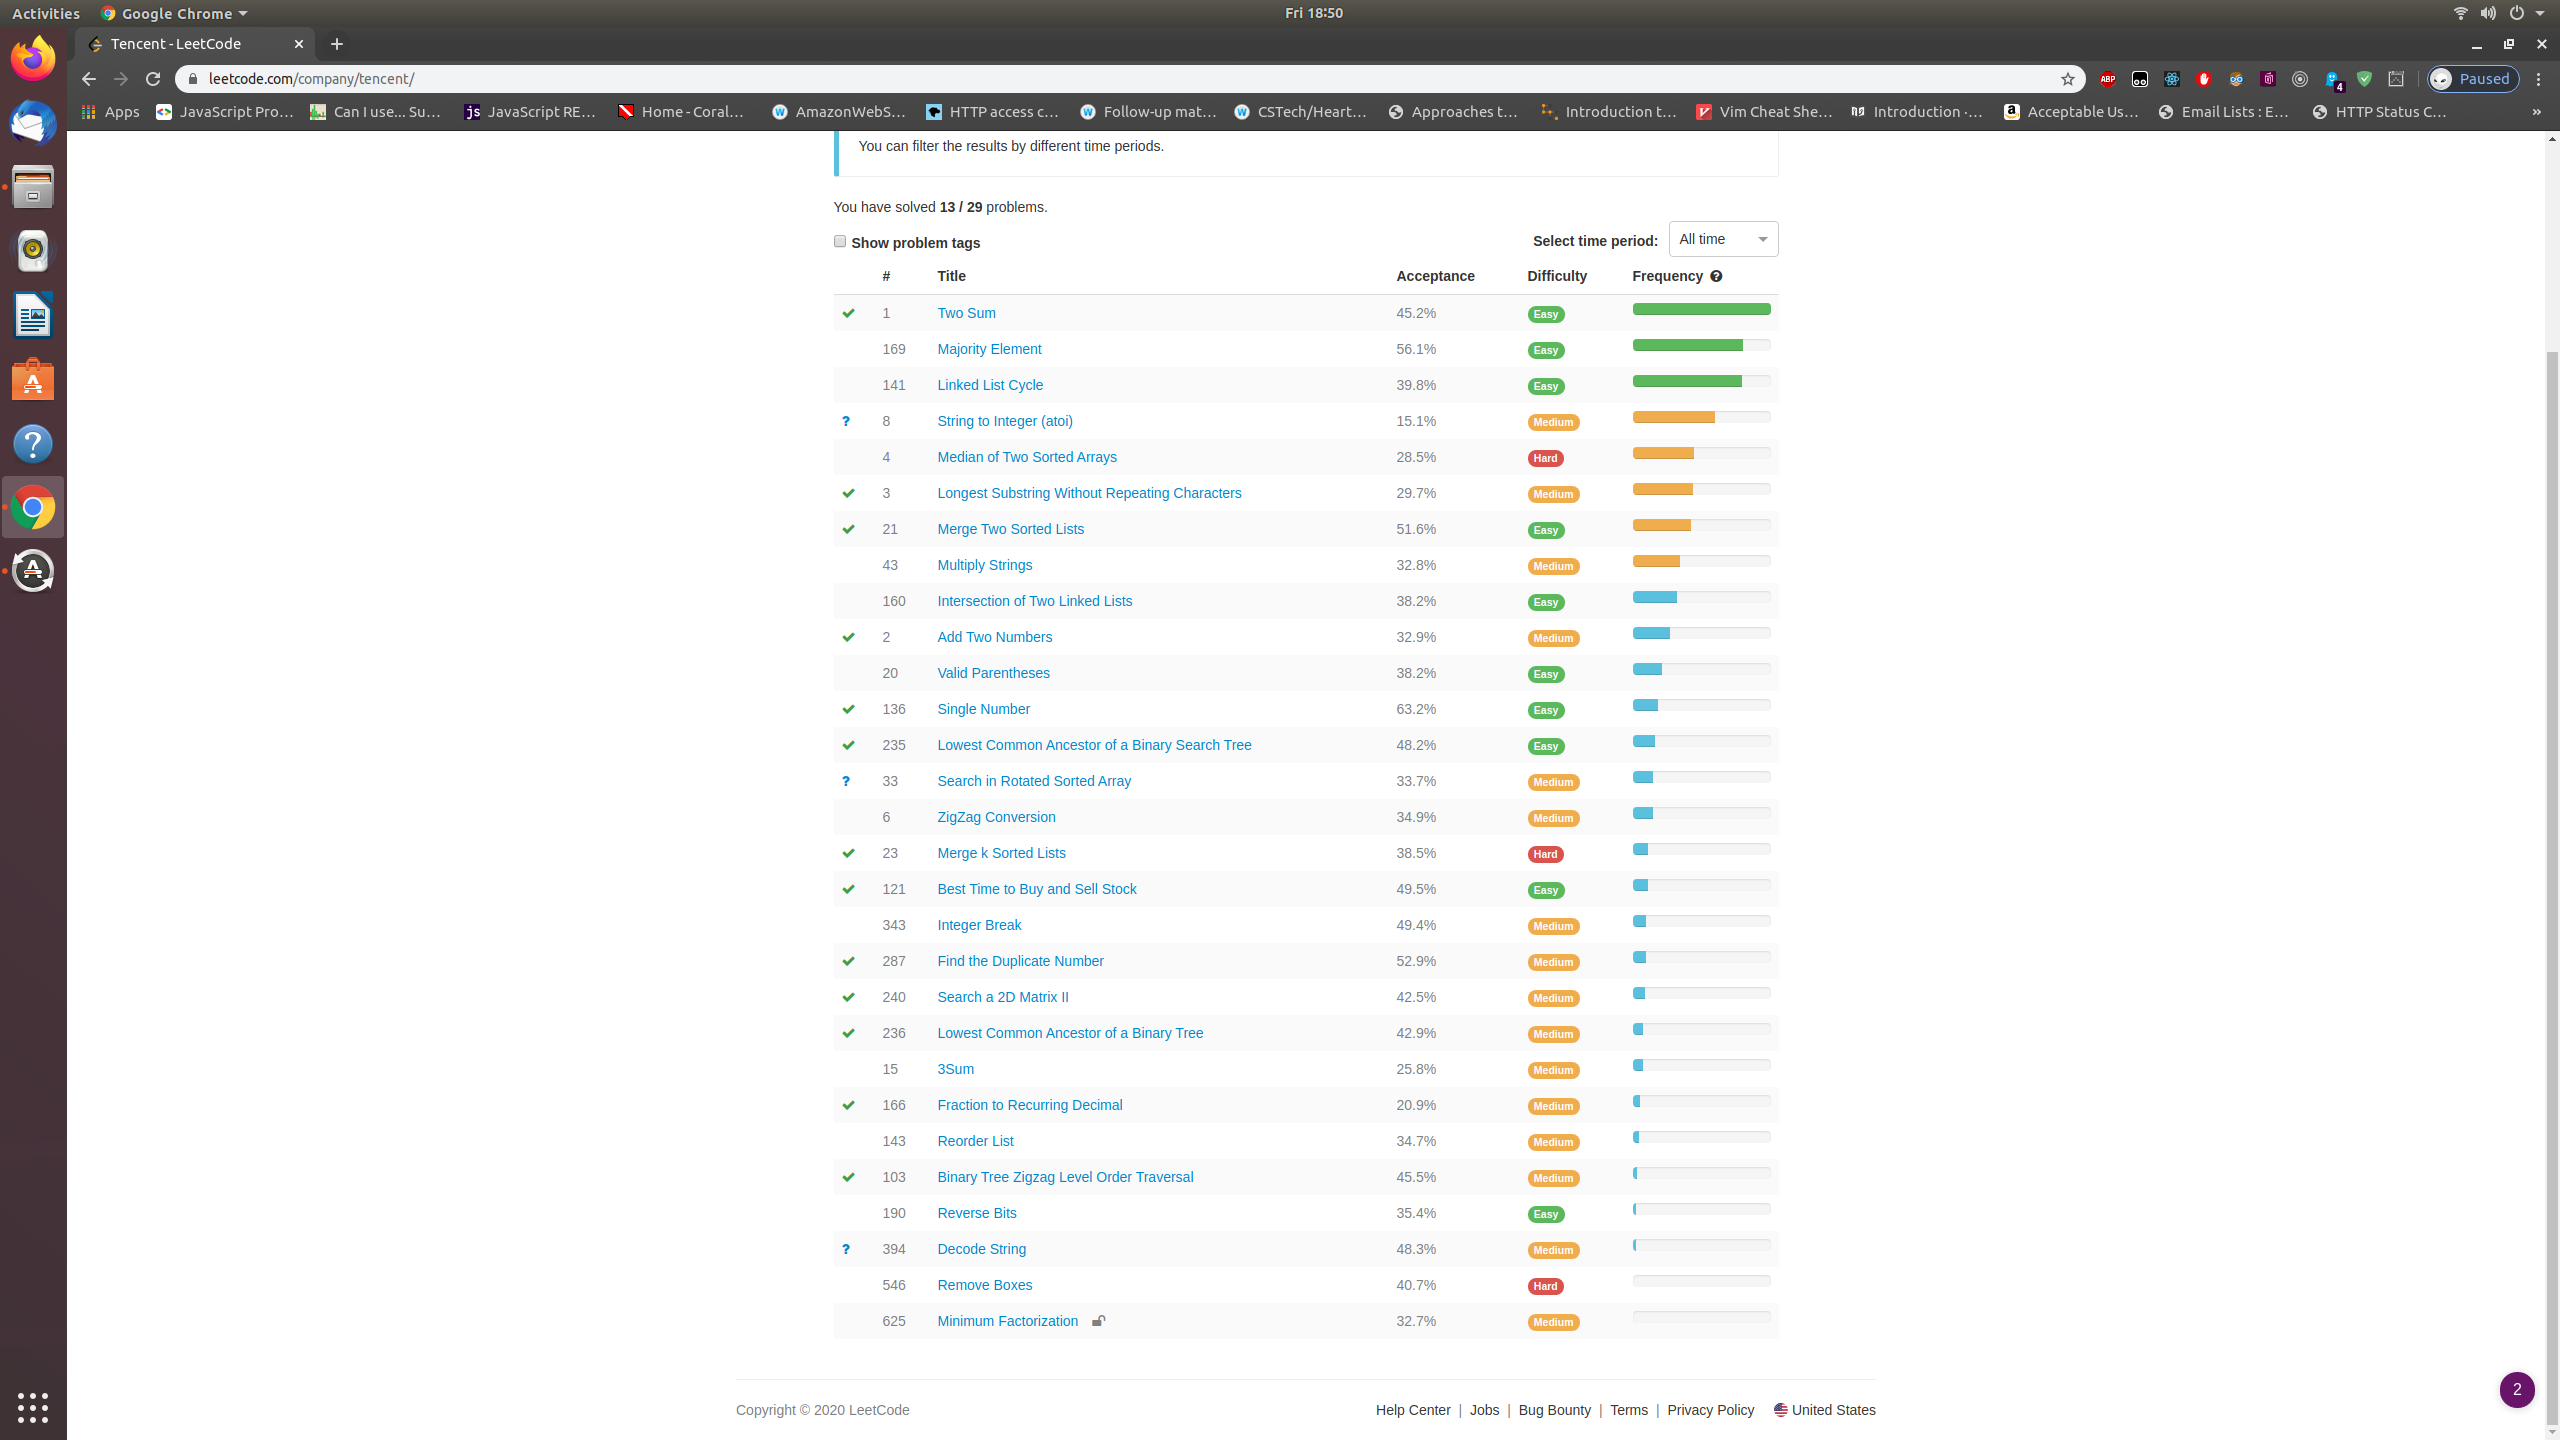 Activities Google Chrome Fri 18:50
Tencent - LeetCode
leetcode.com/company/tencent/ ABP 4 Paused
Apps JavaScript Pro… Can I use... Su… JavaScript RE… Home - Coral… AmazonWebS… HTTP access c… Follow-up mat… CSTech/Heart… Approaches t… Introduction t… Vim Cheat She… Introduction ·… Acceptable Us… Email Lists : E… HTTP Status C… »
You can filter the results by different time periods.
You have solved 13 / 29 problems.
Show problem tags Select time period: All time
# Title Acceptance Difficulty Frequency ?
1 Two Sum 45.2% Easy
169 Majority Element 56.1% Easy
141 Linked List Cycle 39.8% Easy
? 8 String to Integer (atoi) 15.1% Medium
4 Median of Two Sorted Arrays 28.5% Hard
3 Longest Substring Without Repeating Characters 29.7% Medium
21 Merge Two Sorted Lists 51.6% Easy
43 Multiply Strings 32.8% Medium
160 Intersection of Two Linked Lists 38.2% Easy
2 Add Two Numbers 32.9% Medium
20 Valid Parentheses 38.2% Easy
136 Single Number 63.2% Easy
235 Lowest Common Ancestor of a Binary Search Tree 48.2% Easy
? 33 Search in Rotated Sorted Array 33.7% Medium
6 ZigZag Conversion 34.9% Medium
23 Merge k Sorted Lists 38.5% Hard
121 Best Time to Buy and Sell Stock 49.5% Easy
343 Integer Break 49.4% Medium
287 Find the Duplicate Number 52.9% Medium
240 Search a 2D Matrix II 42.5% Medium
236 Lowest Common Ancestor of a Binary Tree 42.9% Medium
15 3Sum 25.8% Medium
166 Fraction to Recurring Decimal 20.9% Medium
143 Reorder List 34.7% Medium
103 Binary Tree Zigzag Level Order Traversal 45.5% Medium
190 Reverse Bits 35.4% Easy
? 394 Decode String 48.3% Medium
546 Remove Boxes 40.7% Hard
625 Minimum Factorization 32.7% Medium
2
Copyright © 2020 LeetCode Help Center | Jobs | Bug Bounty | Terms | Privacy Policy United States